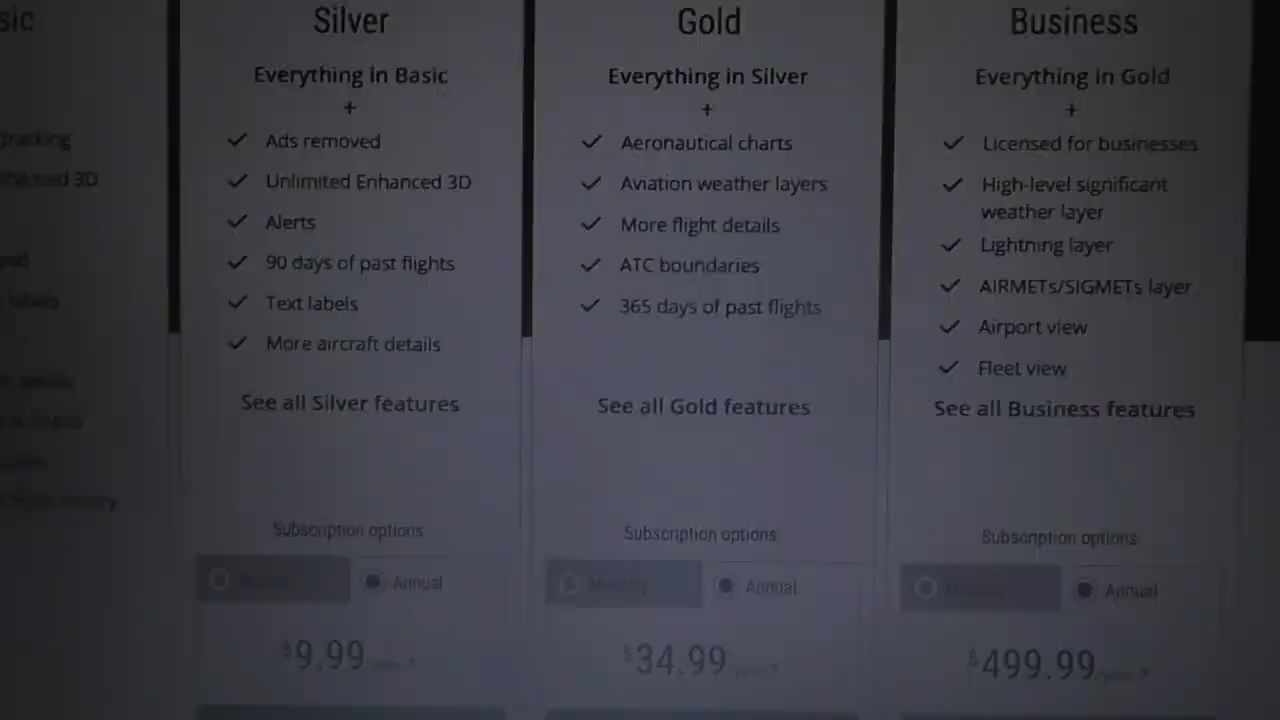 sic
tracking
3D
Silver
Everything in Basic
+
Ads removed
Unlimited Enhanced 3D
Alerts
90 days of past flights
Text labels
More aircraft details
See all Silver features
Subscription options
Annual
$9.99
Gold
Everything in Silver
+
Aeronautical charts
Aviation weather layers
More flight details
ATC boundaries
365 days of past flights
See all Gold features
Subscription options
Annual
$34.99
Business
Everything in Gold
+
Licensed for businesses
High-level significant
weather layer
Lightning layer
AIRMETs/SIGMETs layer
Airport view
Fleet view
See all Business features
Subscription options
Annual
$499.99